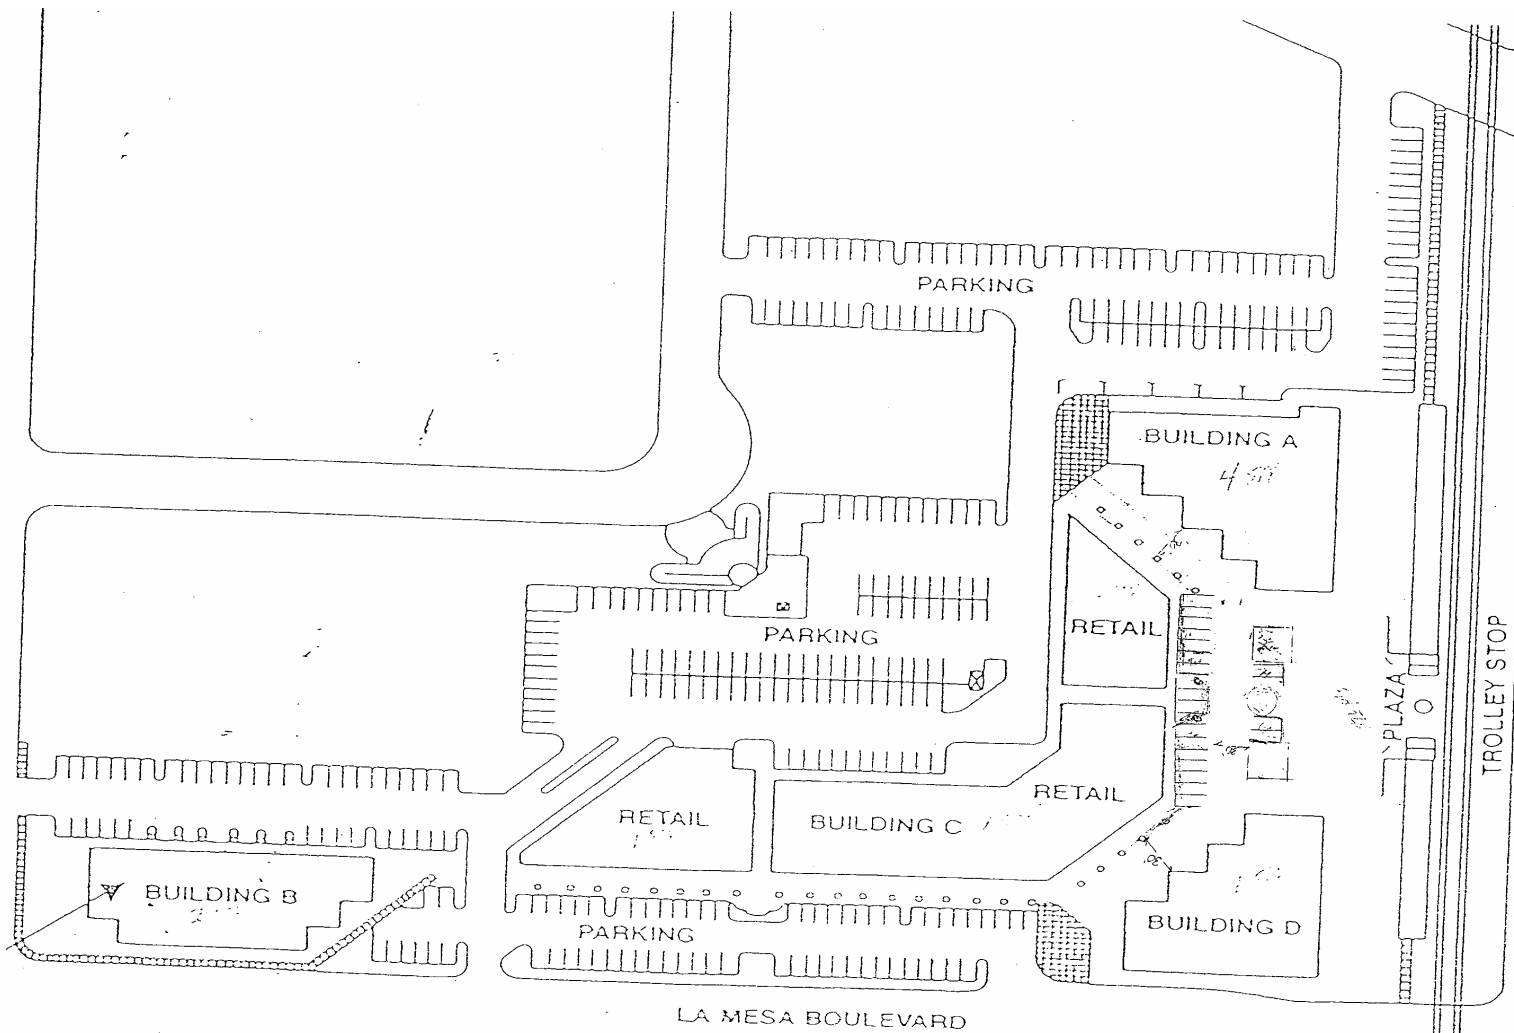 PARKING
BUILDING A
RETAIL
PARKING
PLAZA
TROLLEY STOP
RETAIL
RETAIL
BUILDING C
BUILDING B
BUILDING D
PARKING
LA MESA BOULEVARD